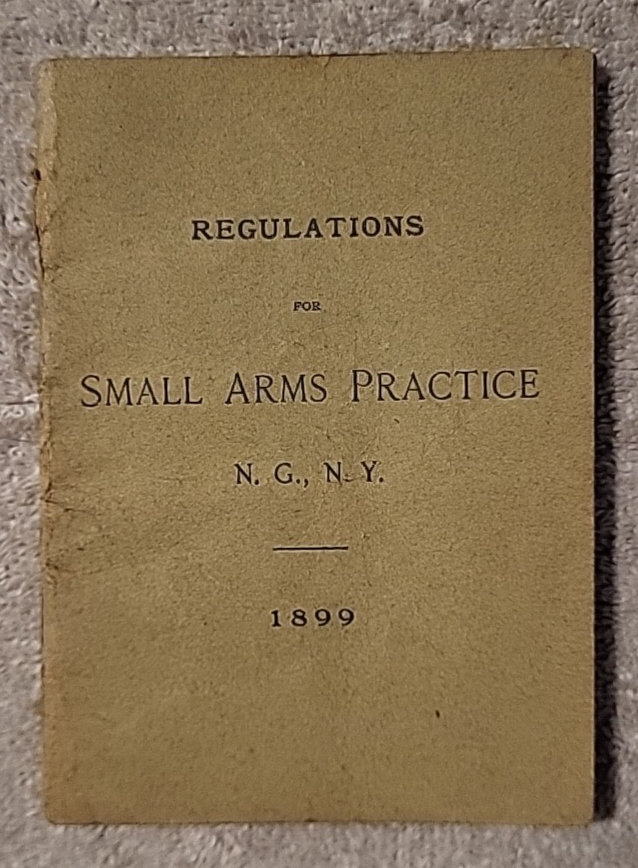 REGULATIONS
FOR
SMALL ARMS PRACTICE
N. G., N. Y.
1899